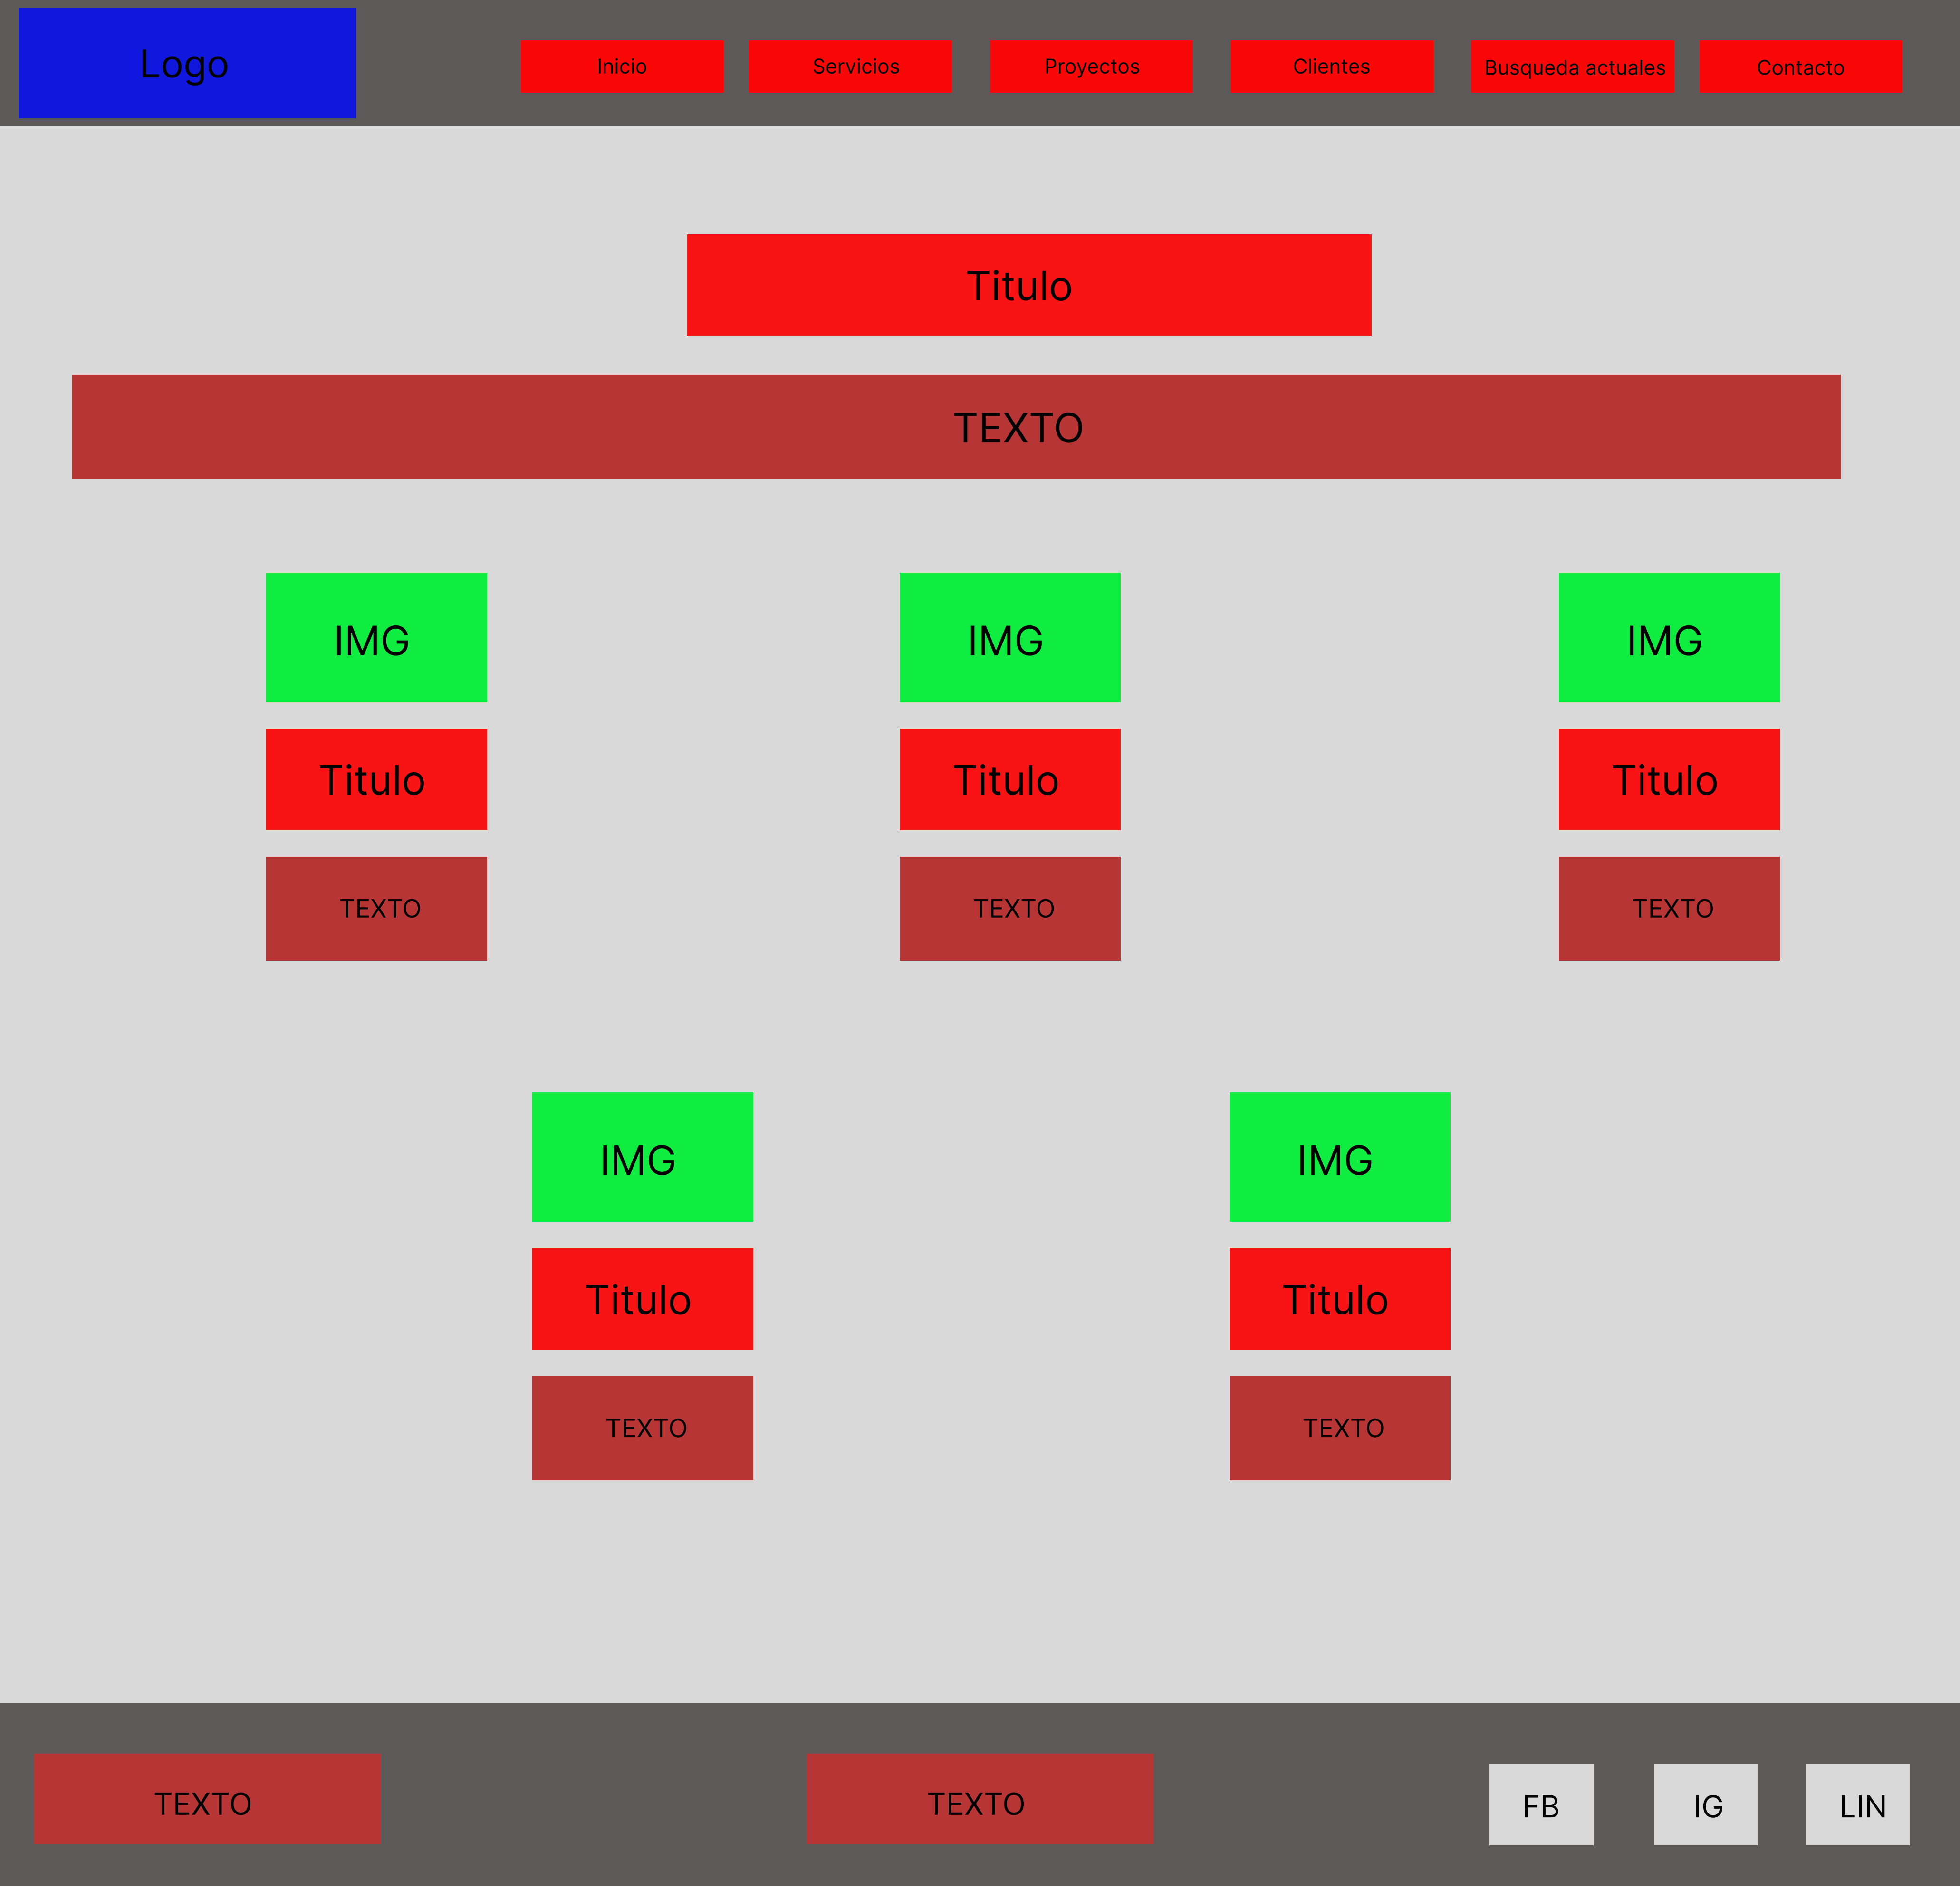 Logo
Inicio
Servicios
Proyectos
Clientes
Busqueda actuales
Contacto
Titulo
TEXTO
IMG
IMG
IMG
Titulo
Titulo
Titulo
TEXTO
TEXTO
TEXTO
IMG
IMG
Titulo
Titulo
TEXTO
TEXTO
TEXTO
TEXTO
FB
IG
LIN